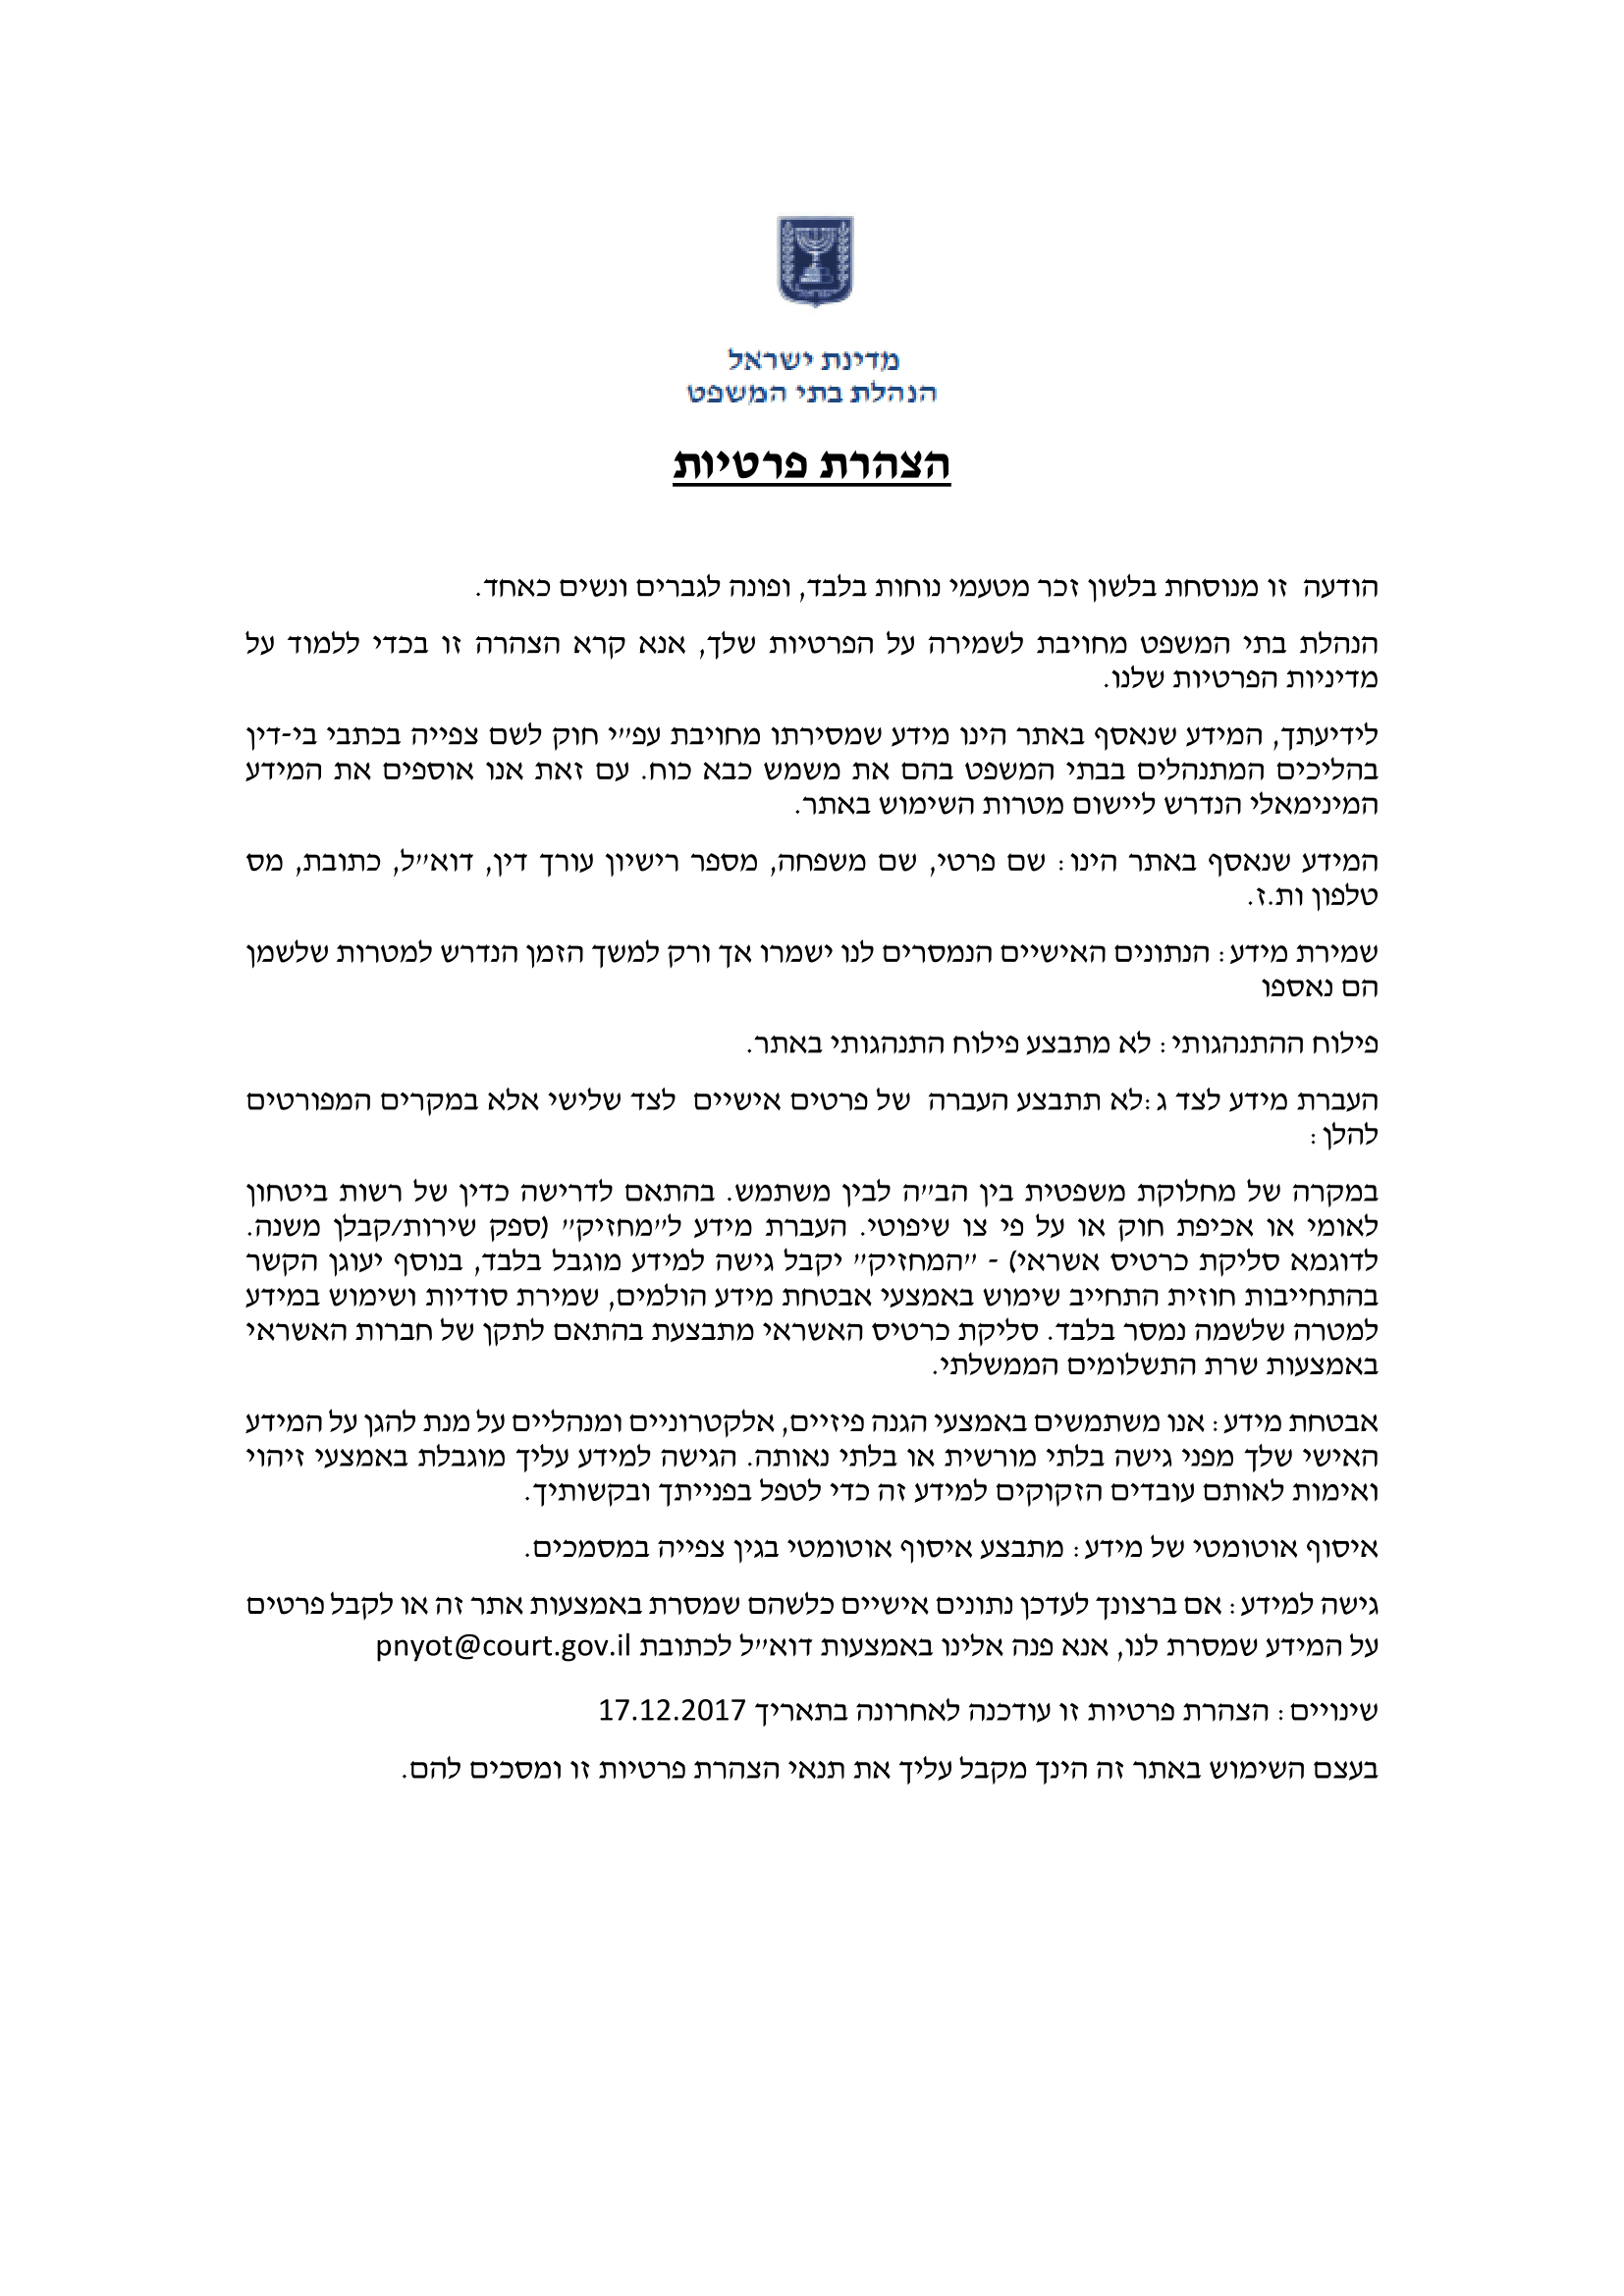 מדינת ישראל
הנהלת בתי המשפט
הצהרת פרטיות
הודעה זו מנוסחת בלשון זכר מטעמי נוחות בלבד, ופונה לגברים ונשים כאחד.
הנהלת בתי המשפט מחויבת לשמירה על הפרטיות שלך, אנא קרא הצהרה זו בכדי ללמוד על
מדיניות הפרטיות שלנו.
לידיעתך, המידע שנאסף באתר הינו מידע שמסירתו מחויבת עפ״י חוק לשם צפייה בכתבי בי-דין
בהליכים המתנהלים בבתי המשפט בהם את משמש כבא כוח. עם זאת אנו אוספים את המידע
המינימאלי הנדרש ליישום מטרות השימוש באתר.
המידע שנאסף באתר הינו: שם פרטי, שם משפחה, מספר רישיון עורך דין, דוא״ל, כתובת, מס
טלפון ות.ז.
שמירת מידע: הנתונים האישיים הנמסרים לנו ישמרו אך ורק למשך הזמן הנדרש למטרות שלשמן
הם נאספו
פילוח ההתנהגותי: לא מתבצע פילוח התנהגותי באתר.
העברת מידע לצד ג:לא תתבצע העברה של פרטים אישיים לצד שלישי אלא במקרים המפורטים
להלן:
במקרה של מחלוקת משפטית בין הב״ה לבין משתמש. בהתאם לדרישה כדין של רשות ביטחון
לאומי או אכיפת חוק או על פי צו שיפוטי. העברת מידע ל״מחזיק״ (ספק שירות/קבלן משנה.
לדוגמא סליקת כרטיס אשראי) - ״המחזיק״ יקבל גישה למידע מוגבל בלבד, בנוסף יעוגן הקשר
בהתחייבות חוזית התחייב שימוש באמצעי אבטחת מידע הולמים, שמירת סודיות ושימוש במידע
למטרה שלשמה נמסר בלבד. סליקת כרטיס האשראי מתבצעת בהתאם לתקן של חברות האשראי
באמצעות שרת התשלומים הממשלתי.
אבטחת מידע: אנו משתמשים באמצעי הגנה פיזיים, אלקטרוניים ומנהליים על מנת להגן על המידע
האישי שלך מפני גישה בלתי מורשית או בלתי נאותה. הגישה למידע עליך מוגבלת באמצעי זיהוי
ואימות לאותם עובדים הזקוקים למידע זה כדי לטפל בפנייתך ובקשותיך.
איסוף אוטומטי של מידע: מתבצע איסוף אוטומטי בגין צפייה במסמכים.
גישה למידע: אם ברצונך לעדכן נתונים אישיים כלשהם שמסרת באמצעות אתר זה או לקבל פרטים
על המידע שמסרת לנו, אנא פנה אלינו באמצעות דוא״ל לכתובת pnyot@court.gov.il
שינויים: הצהרת פרטיות זו עודכנה לאחרונה בתאריך 17.12.2017
בעצם השימוש באתר זה הינך מקבל עליך את תנאי הצהרת פרטיות זו ומסכים להם.